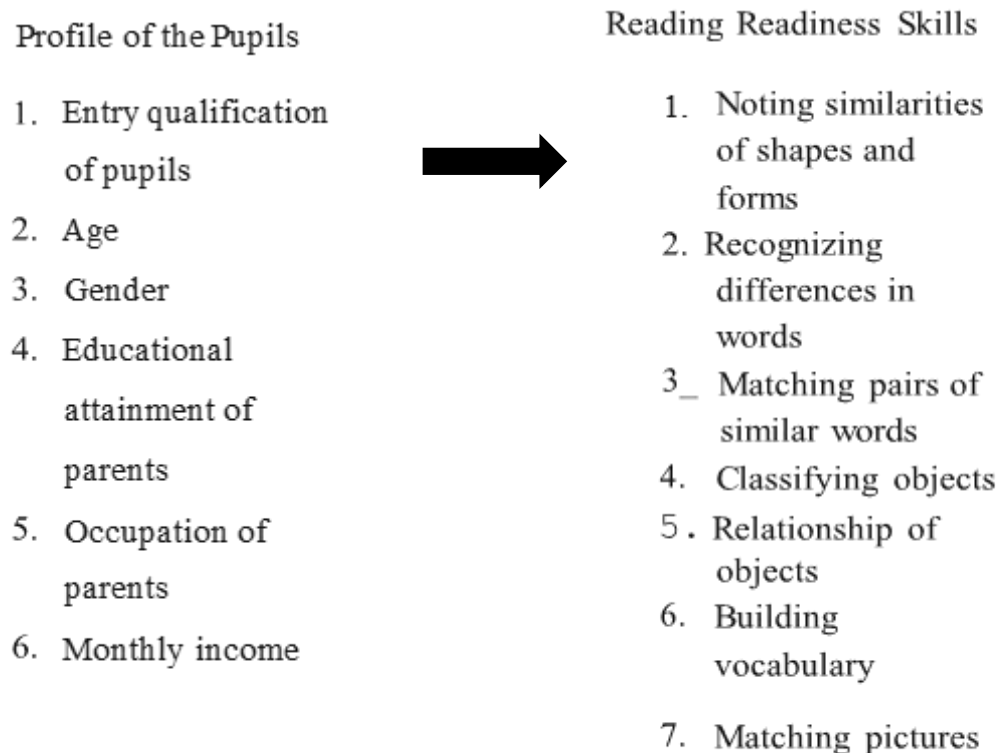 Profile of the Pupils
1. Entry qualification
of pupils
2. Age
3. Gender
4. Educational
attainment of
parents
5. Occupation of
parents
6. Monthly income
Reading Readiness Skills
1. Noting similarities
of shapes and
forms
2. Recognizing
differences in
words
3_ Matching pairs of
similar words
4. Classifying objects
5. Relationship of
objects
6. Building
vocabulary
7. Matching pictures